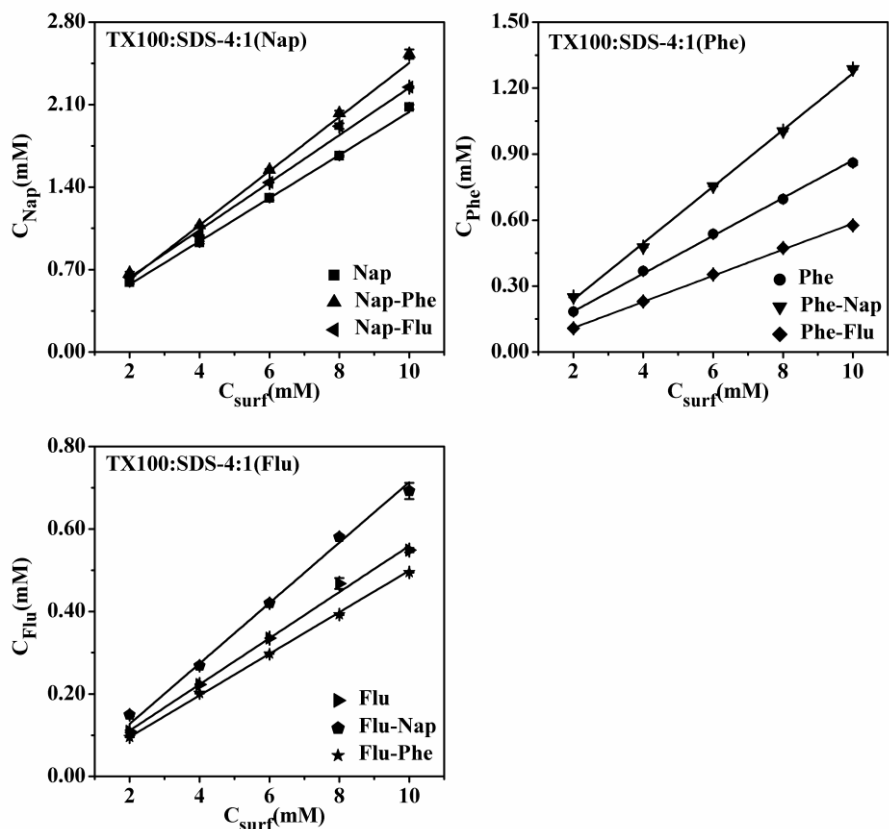 TX100:SDS-4:1(Nap)
2.80
2.10
1.40
0.70
0.00
C_Nap(mM)
Nap
Nap-Phe
Nap-Flu
2 4 6 8 10
C_surf(mM)
TX100:SDS-4:1(Phe)
1.50
1.20
0.90
0.60
0.30
0.00
C_Phe(mM)
Phe
Phe-Nap
Phe-Flu
2 4 6 8 10
C_surf(mM)
TX100:SDS-4:1(Flu)
0.80
0.60
0.40
0.20
0.00
C_Flu(mM)
Flu
Flu-Nap
Flu-Phe
2 4 6 8 10
C_surf(mM)